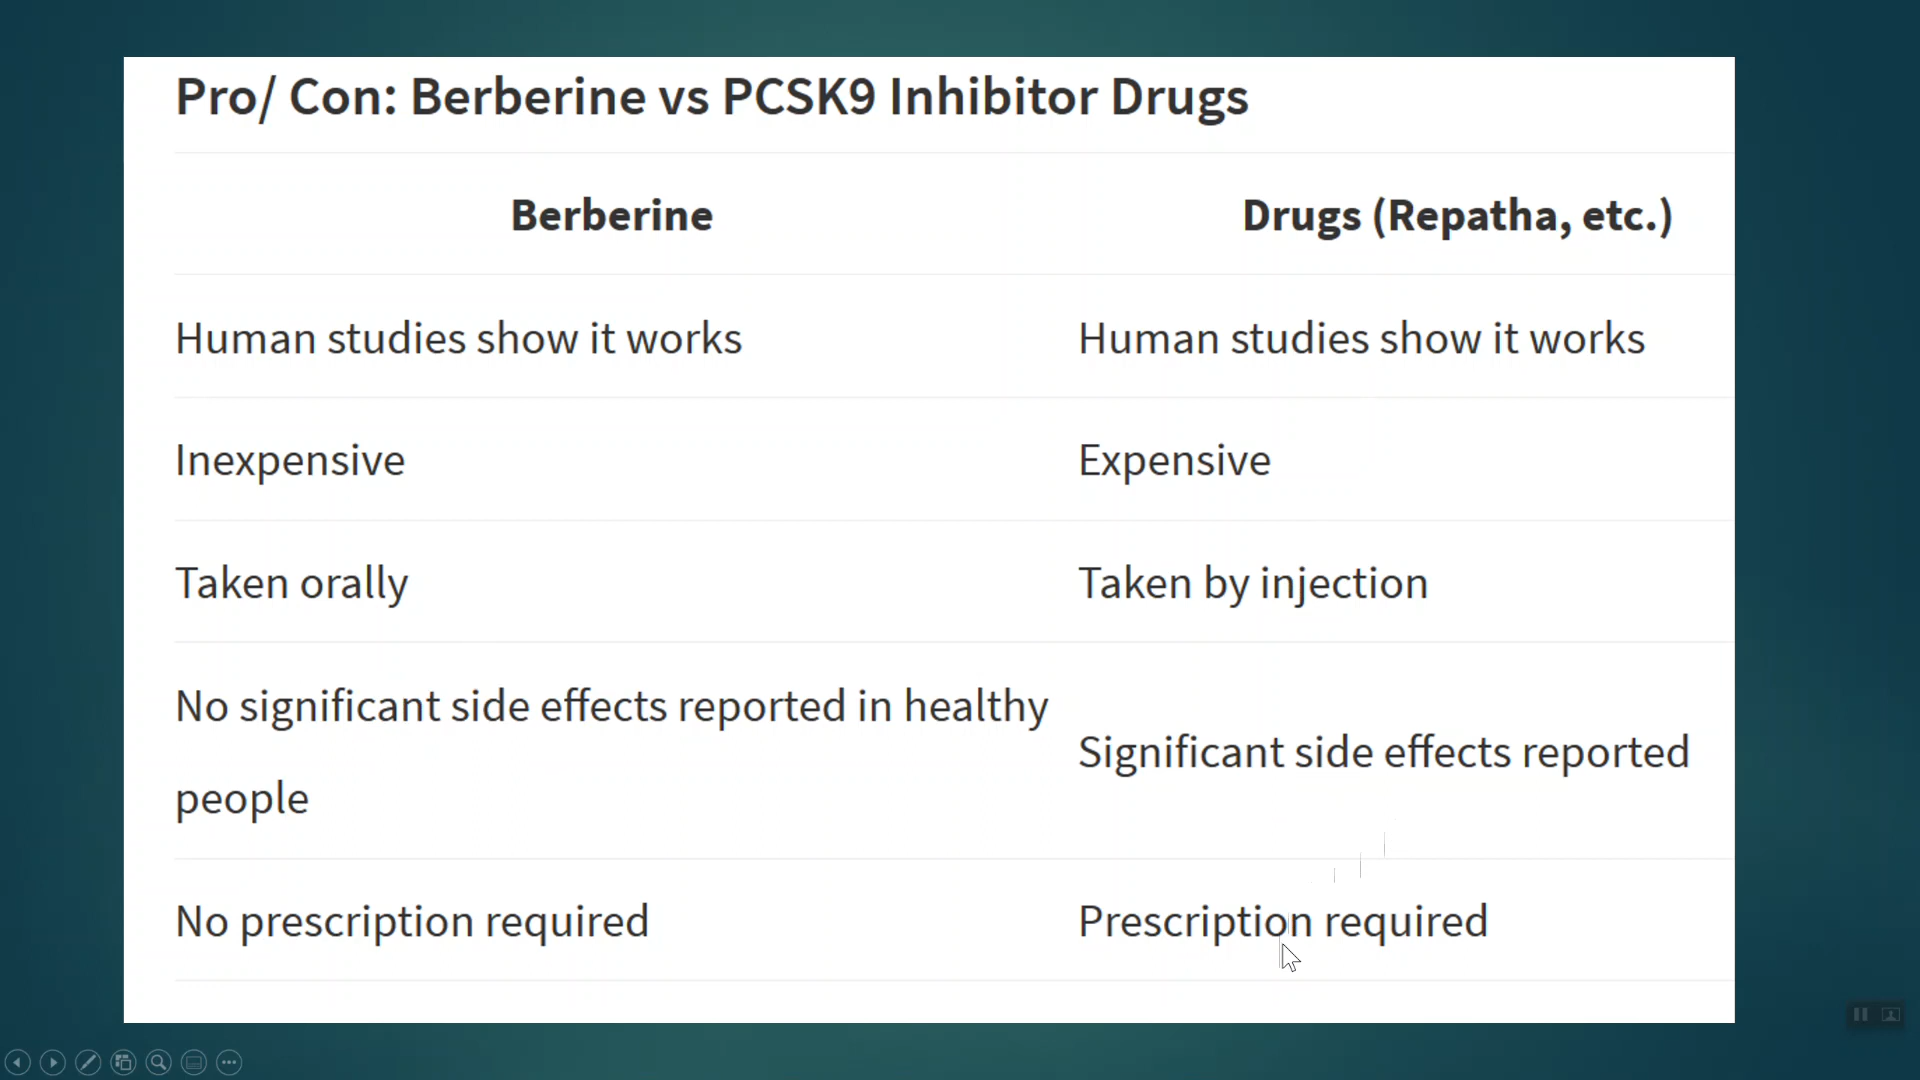 Pro/ Con: Berberine vs PCSK9 Inhibitor Drugs
Berberine
Drugs (Repatha, etc.)
Human studies show it works
Human studies show it works
Inexpensive
Expensive
Taken orally
Taken by injection
No significant side effects reported in healthy
people
Significant side effects reported
No prescription required
Prescription required